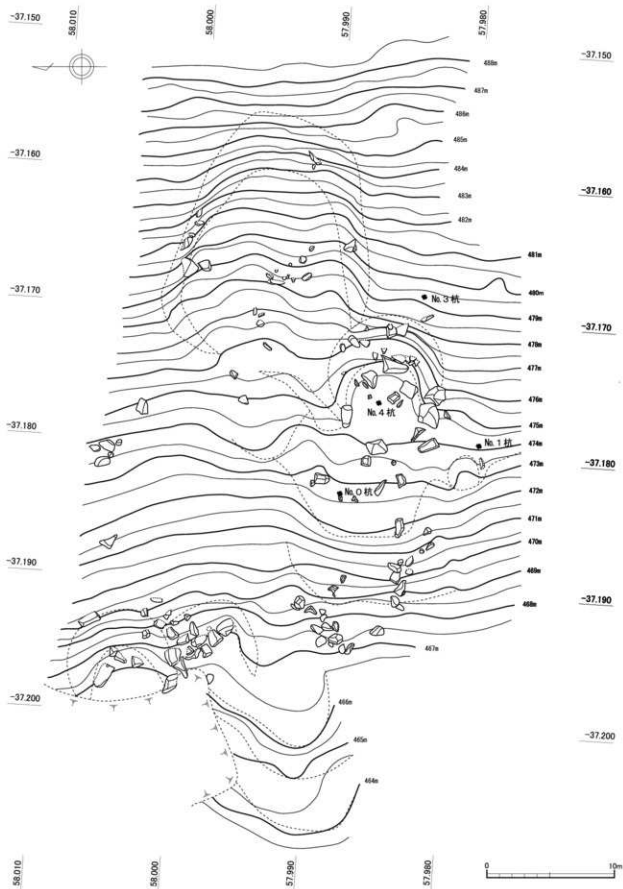 58.010
58.000
57.990
57.980
-37.150
-37.150
488m
487m
486m
485m
484m
483m
482m
-37.160
-37.160
481m
480m
No.3 杭
479m
-37.170
-37.170
478m
477m
476m
No.4 杭
475m
474m
No.1 杭
-37.180
-37.180
473m
No.0 杭
472m
471m
470m
-37.190
469m
-37.190
468m
467m
-37.200
466m
-37.200
465m
464m
58.010
58.000
57.990
57.980
0
10m